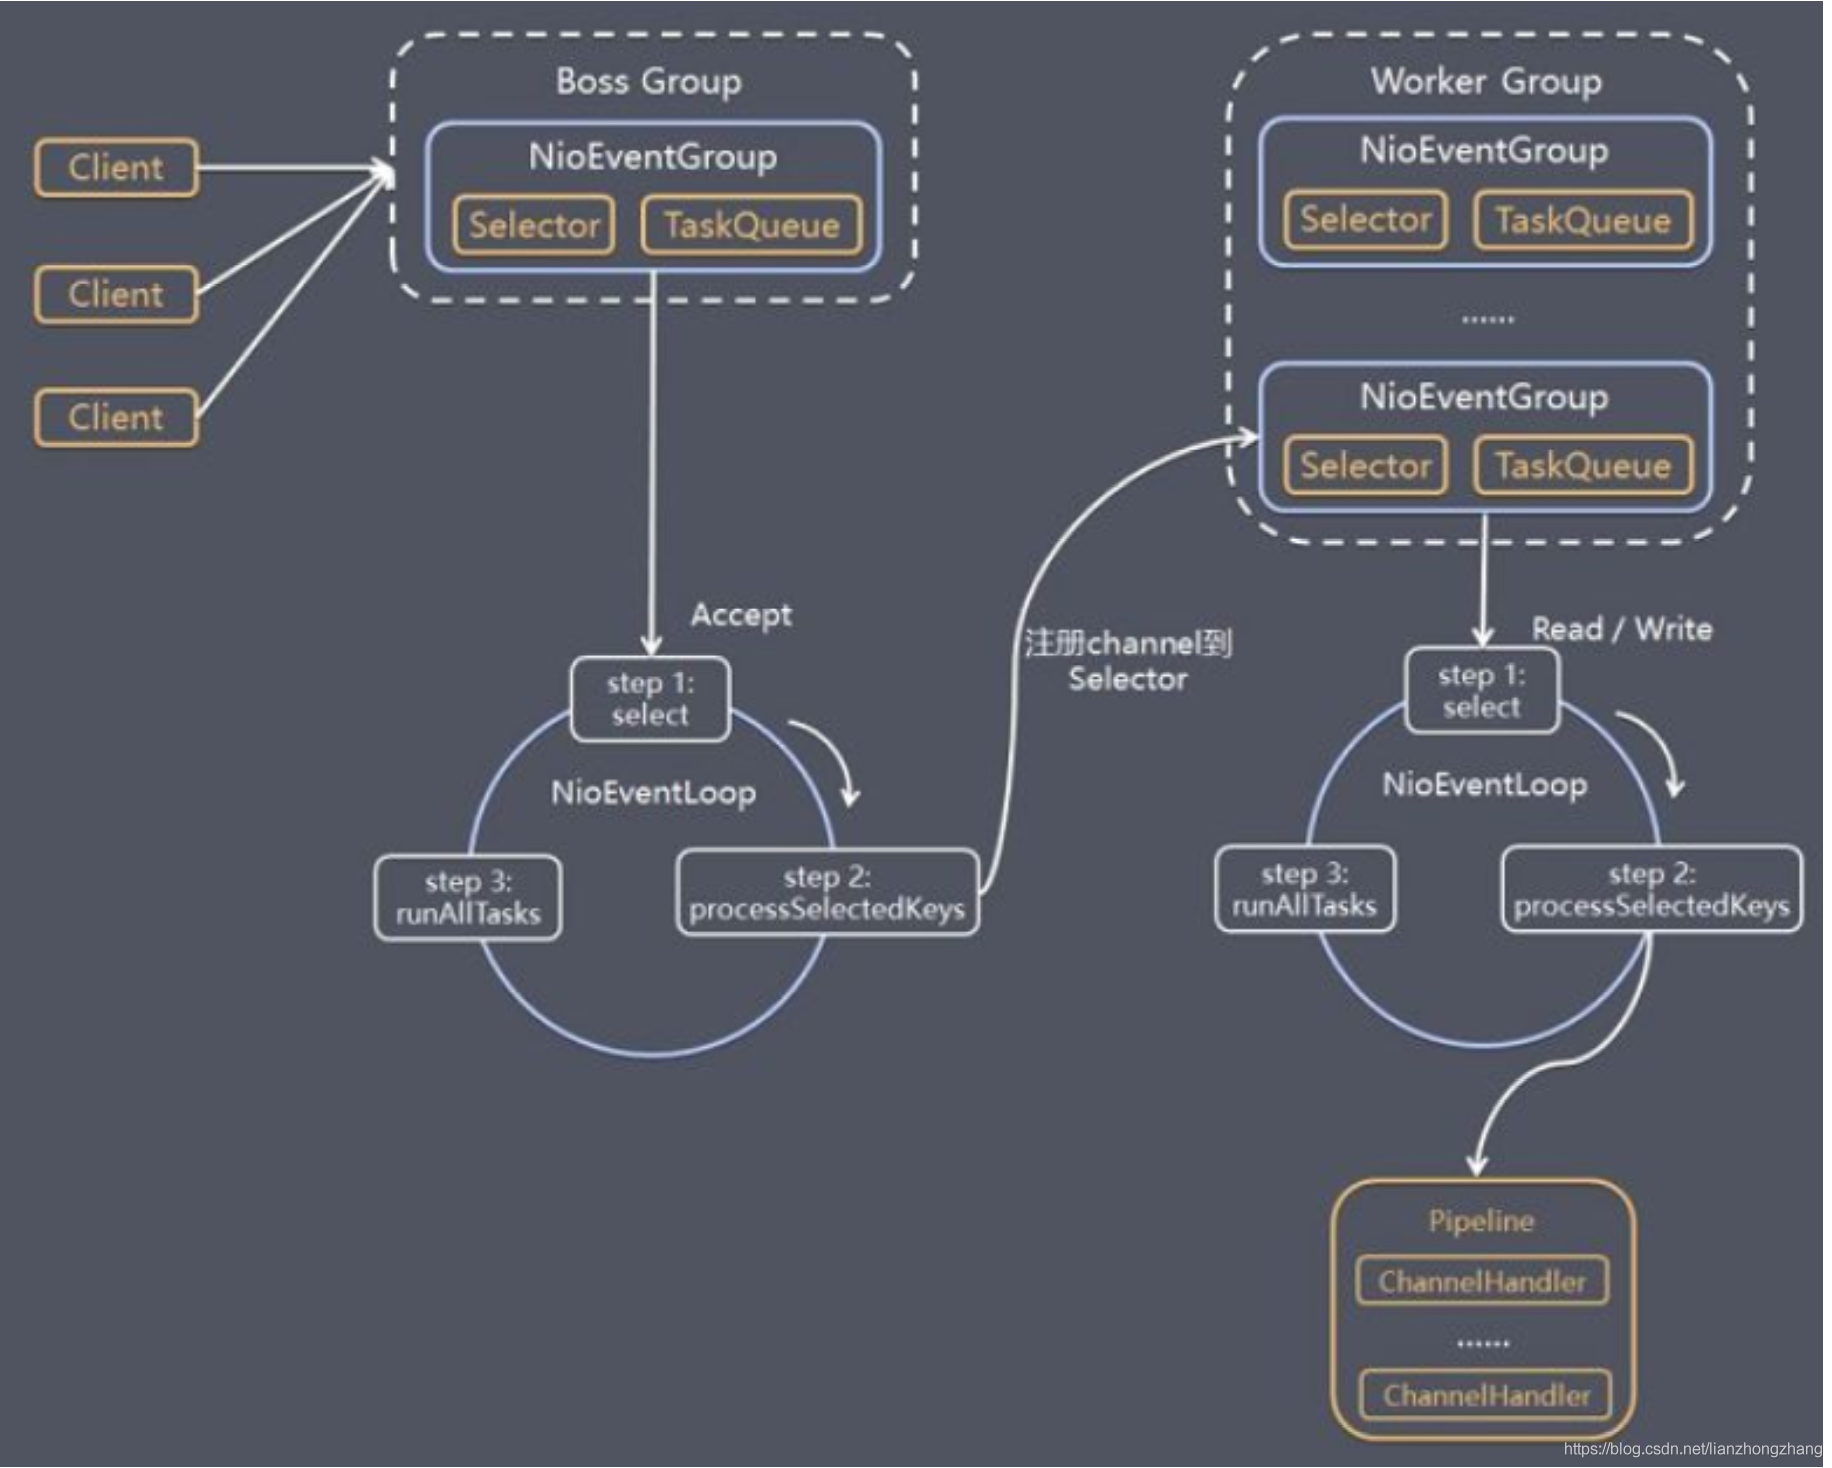 Boss Group
NioEventGroup
Selector
TaskQueue
Client
Client
Client
Worker Group
NioEventGroup
Selector
TaskQueue
......
NioEventGroup
Selector
TaskQueue
Accept
step 1:
select
NioEventLoop
step 3:
runAllTasks
step 2:
processSelectedKeys
注册channel到
Selector
Read / Write
step 1:
select
NioEventLoop
step 3:
runAllTasks
step 2:
processSelectedKeys
Pipeline
ChannelHandler
......
ChannelHandler
https://blog.csdn.net/lianzhongzhang